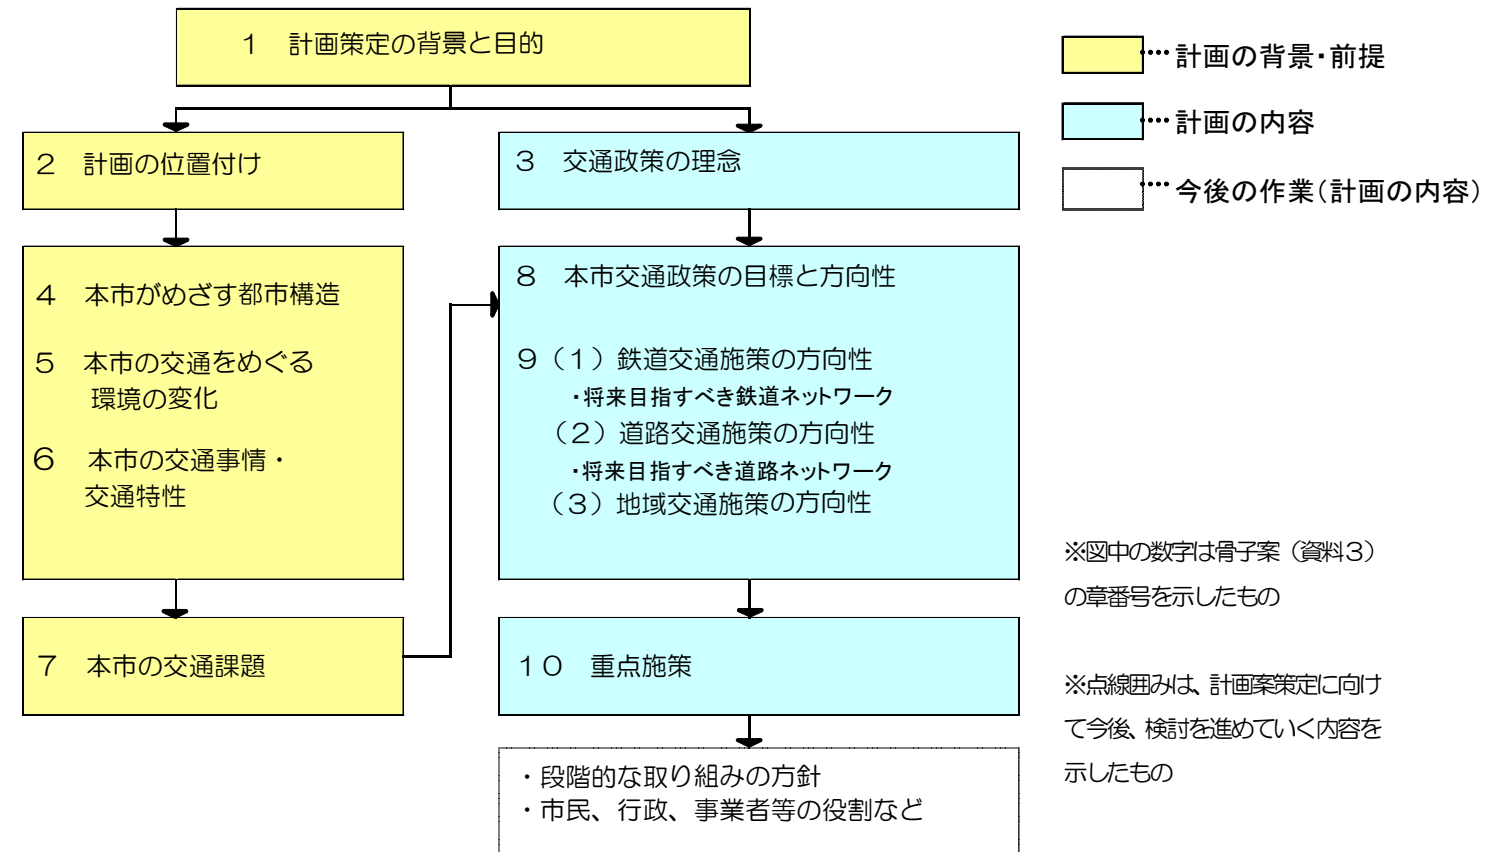 １　計画策定の背景と目的
２　計画の位置付け
３　交通政策の理念
４　本市がめざす都市構造
５　本市の交通をめぐる
環境の変化
６　本市の交通事情・
交通特性
７　本市の交通課題
８　本市交通政策の目標と方向性
９（１）鉄道交通施策の方向性
・将来目指すべき鉄道ネットワーク
（２）道路交通施策の方向性
・将来目指すべき道路ネットワーク
（３）地域交通施策の方向性
１０　重点施策
・段階的な取り組みの方針
・市民、行政、事業者等の役割など
････計画の背景・前提
････計画の内容
････今後の作業（計画の内容）
※図中の数字は骨子案（資料３）
の章番号を示したもの
※点線囲みは、計画案策定に向け
て今後、検討を進めていく内容を
示したもの